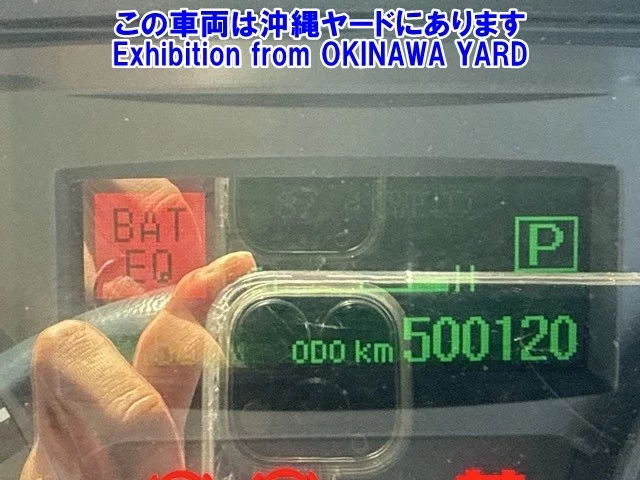 この車両は沖縄ヤードにあります
Exhibition from OKINAWA YARD
BAT
EQ
P
ODO km 500120